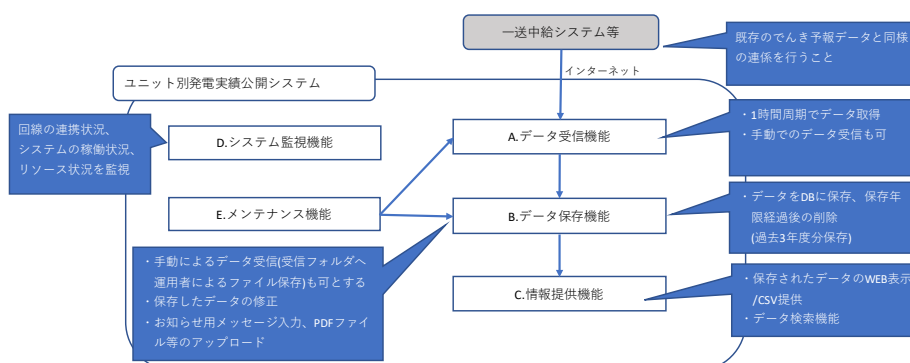 一送中給システム等
既存のでんき予報データと同様
の連係を行うこと
インターネット
ユニット別発電実績公開システム
回線の連携状況、
システムの稼働状況、
リソース状況を監視
D.システム監視機能
A.データ受信機能
・1時間周期でデータ取得
・手動でのデータ受信も可
E.メンテナンス機能
B.データ保存機能
・データをDBに保存、保存年
限経過後の削除
(過去3年度分保存)
・手動によるデータ受信(受信フォルダへ
運用者によるファイル保存)も可とする
・保存したデータの修正
・お知らせ用メッセージ入力、PDFファイ
ル等のアップロード
C.情報提供機能
・保存されたデータのWEB表示
/CSV提供
・データ検索機能